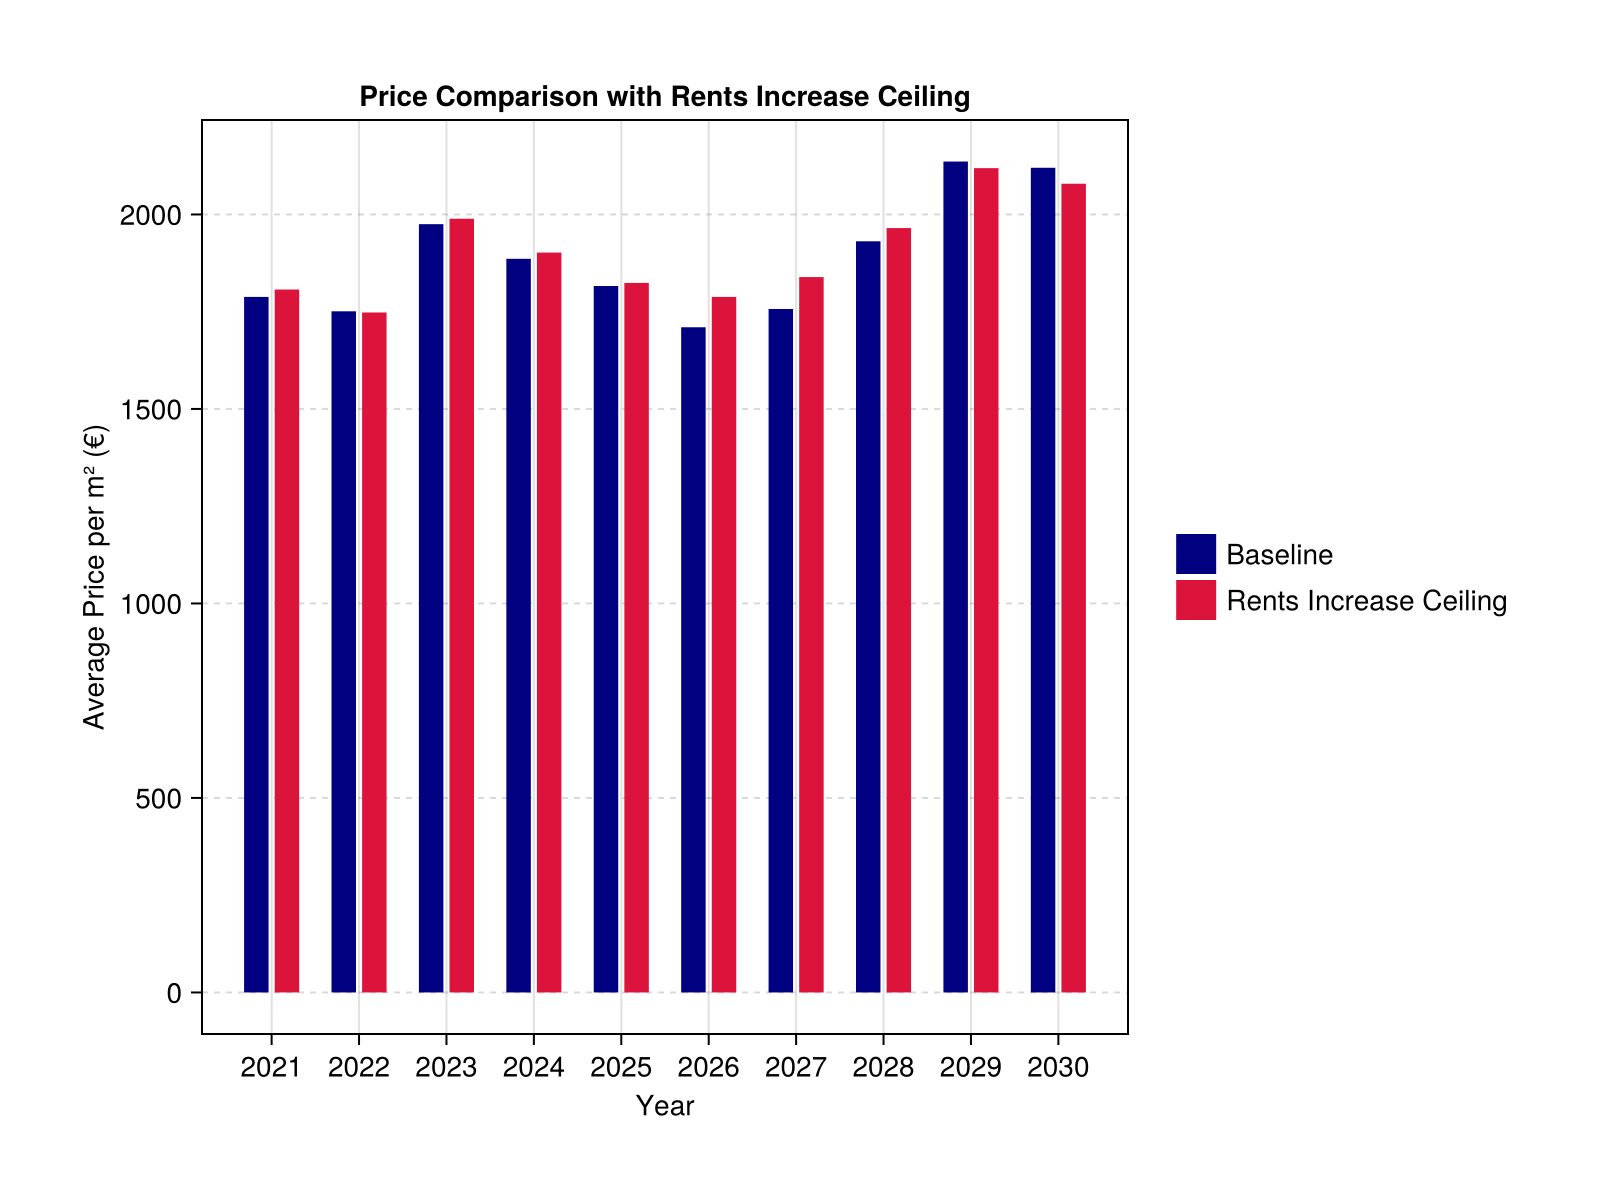 Price Comparison with Rents Increase Ceiling
Average Price per m² (€)
2000
1500
1000
500
0
2021 2022 2023 2024 2025 2026 2027 2028 2029 2030
Year
Baseline
Rents Increase Ceiling